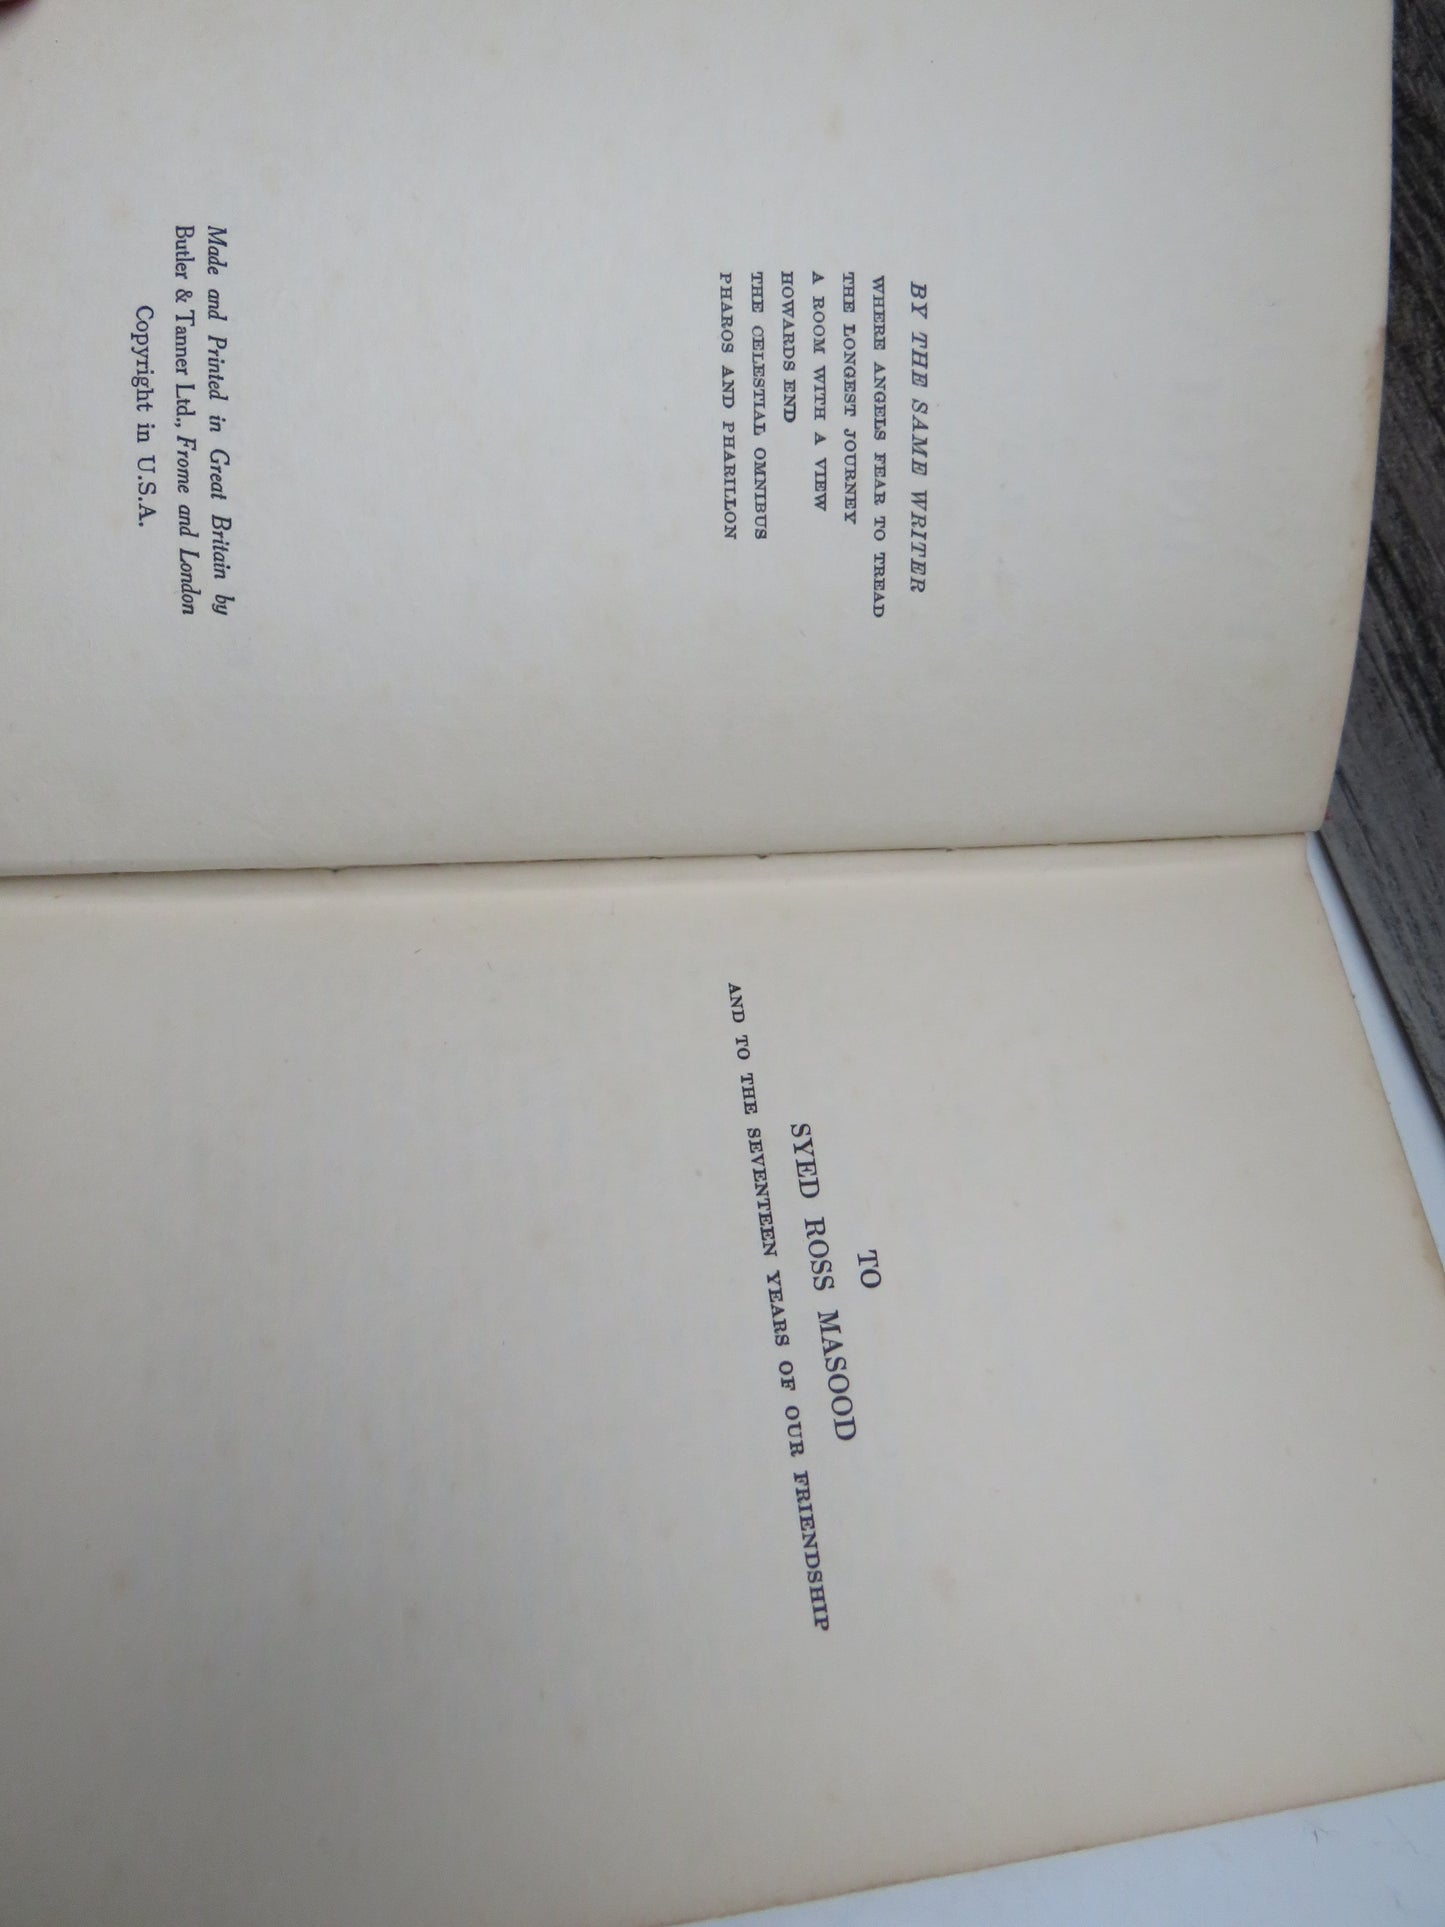 BY THE SAME WRITER
WHERE ANGELS FEAR TO TREAD
THE LONGEST JOURNEY
A ROOM WITH A VIEW
HOWARDS END
THE CELESTIAL OMNIBUS
PHAROS AND PHARILLON
Made and Printed in Great Britain by
Butler & Tanner Ltd., Frome and London
Copyright in U.S.A.
TO
SYED ROSS MASOOD
AND TO THE SEVENTEEN YEARS OF OUR FRIENDSHIP